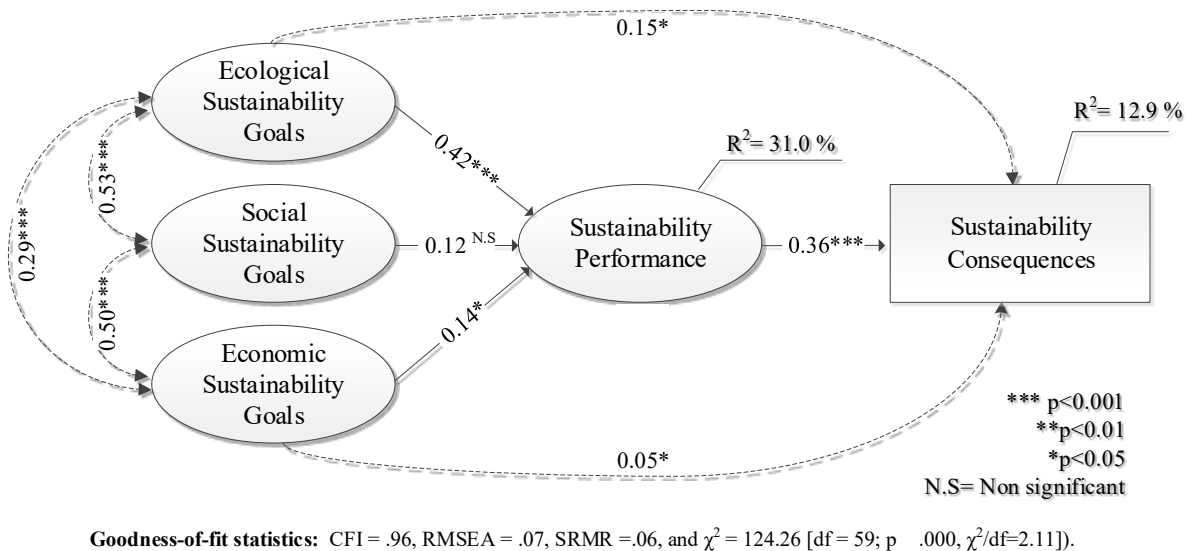 0.15*
Ecological
Sustainability
Goals
R²= 12.9 %
0.42***
R²= 31.0 %
0.53***
Social
Sustainability
Goals
0.12 N.S
Sustainability
Performance
0.36***
Sustainability
Consequences
0.29***
0.50***
0.14*
Economic
Sustainability
Goals
0.05*
*** p<0.001
**p<0.01
*p<0.05
N.S= Non significant
Goodness-of-fit statistics: CFI = .96, RMSEA = .07, SRMR =.06, and χ² = 124.26 [df = 59; p .000, χ²/df=2.11]).